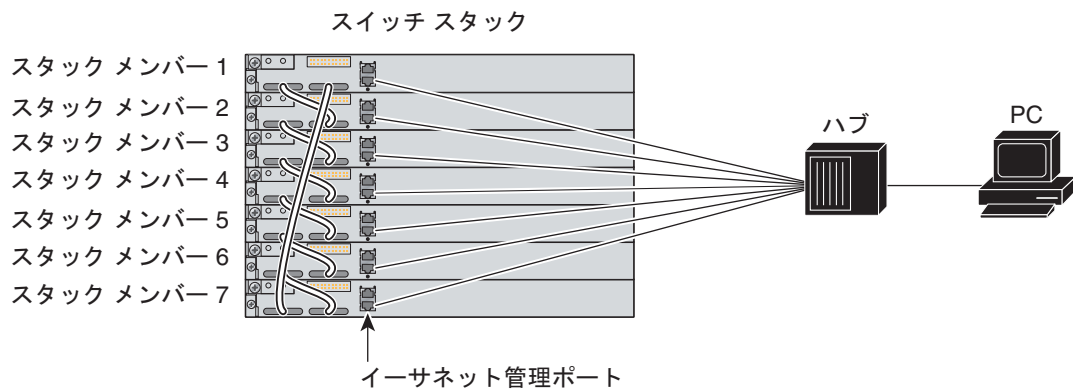 スイッチ スタック
スタック メンバー 1
スタック メンバー 2
スタック メンバー 3
スタック メンバー 4
スタック メンバー 5
スタック メンバー 6
スタック メンバー 7
ハブ
PC
イーサネット管理ポート